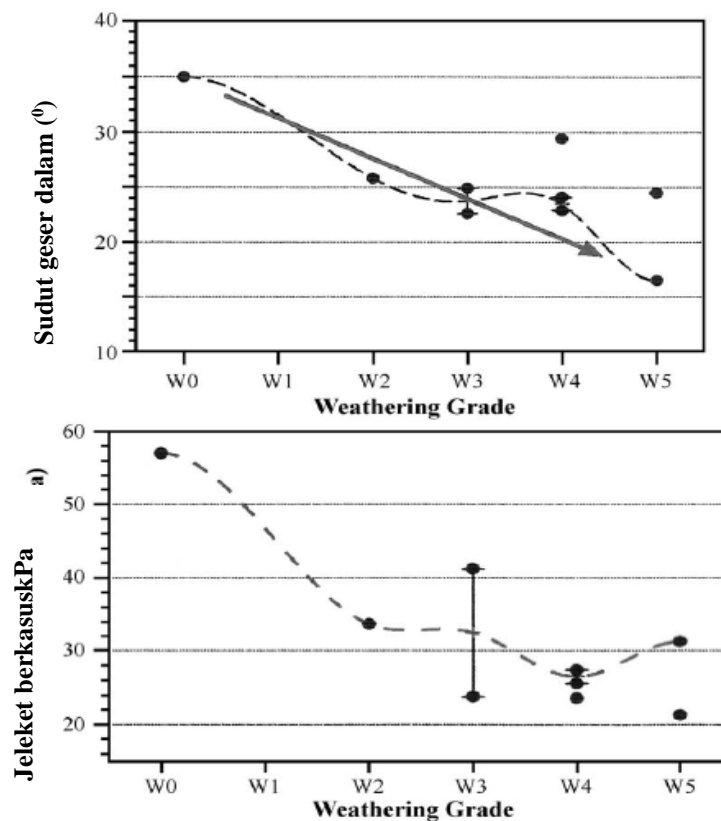 Sudut geser dalam (⁰)
40
30
20
10
W0 W1 W2 W3 W4 W5
Weathering Grade
a)
Jeleket berkasuskPa
60
50
40
30
20
W0 W1 W2 W3 W4 W5
Weathering Grade